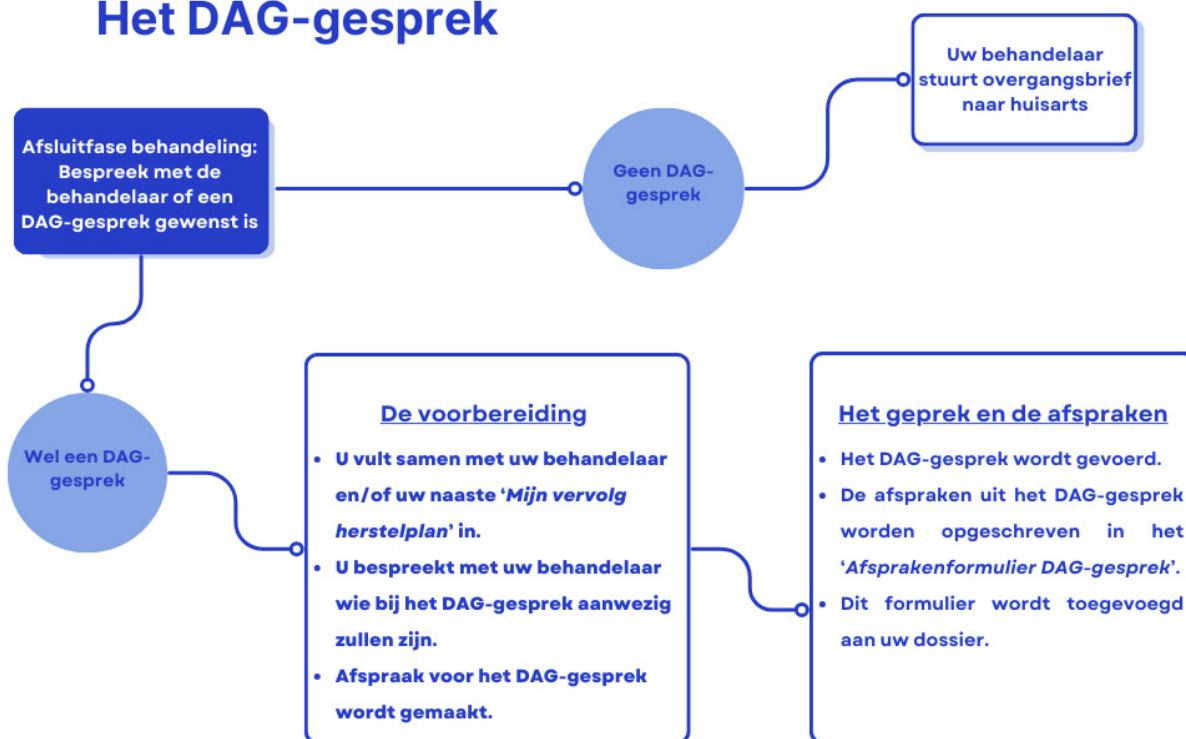 Het DAG-gesprek
Uw behandelaar
stuurt overgangsbrief
naar huisarts
Afsluitfase behandeling:
Bespreek met de
behandelaar of een
DAG-gesprek gewenst is
Geen DAG-
gesprek
Wel een DAG-
gesprek
De voorbereiding
• U vult samen met uw behandelaar
en/of uw naaste ‘Mijn vervolg
herstelplan’ in.
• U bespreekt met uw behandelaar
wie bij het DAG-gesprek aanwezig
zullen zijn.
• Afspraak voor het DAG-gesprek
wordt gemaakt.
Het geprek en de afspraken
• Het DAG-gesprek wordt gevoerd.
• De afspraken uit het DAG-gesprek
worden opgeschreven in het
‘Afsprakenformulier DAG-gesprek’.
• Dit formulier wordt toegevoegd
aan uw dossier.